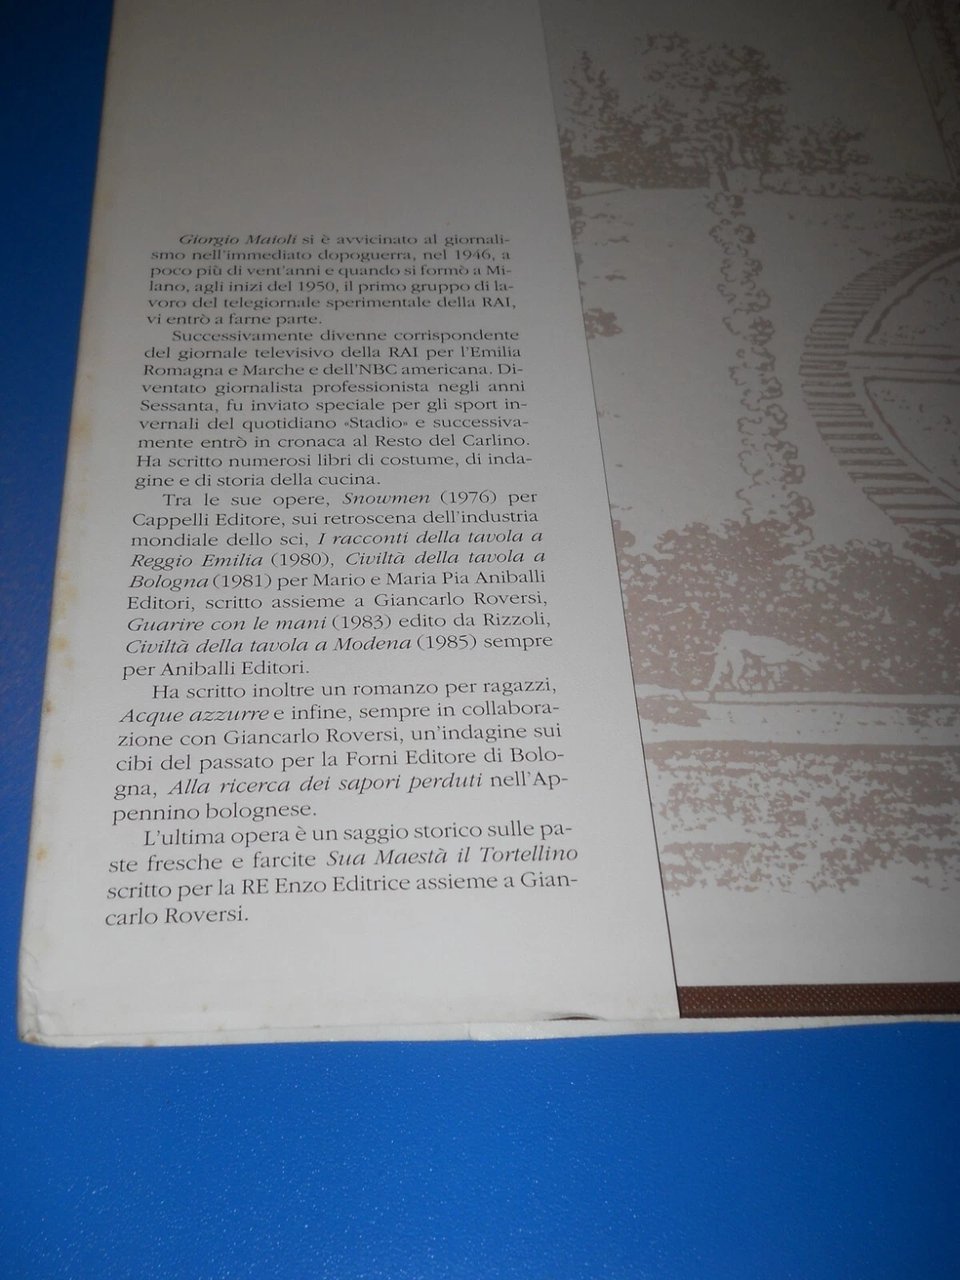 Giorgio Maioli si è avvicinato al giornali-
smo nell'immediato dopoguerra, nel 1946, a
poco più di vent'anni e quando si formò a Mi-
lano, agli inizi del 1950, il primo gruppo di la-
voro del telegiornale sperimentale della RAI,
vi entrò a farne parte.
Successivamente divenne corrispondente
del giornale televisivo della RAI per l'Emilia
Romagna e Marche e dell'NBC americana. Di-
ventato giornalista professionista negli anni
Sessanta, fu inviato speciale per gli sport in-
vernali del quotidiano «Stadio» e successiva-
mente entrò in cronaca al Resto del Carlino.
Ha scritto numerosi libri di costume, di inda-
gine e di storia della cucina.
Tra le sue opere, Snowmen (1976) per
Cappelli Editore, sui retroscena dell'industria
mondiale dello sci, I racconti della tavola a
Reggio Emilia (1980), Civiltà della tavola a
Bologna (1981) per Mario e Maria Pia Aniballi
Editori, scritto assieme a Giancarlo Roversi,
Guarire con le mani (1983) edito da Rizzoli,
Civiltà della tavola a Modena (1985) sempre
per Aniballi Editori.
Ha scritto inoltre un romanzo per ragazzi,
Acque azzurre e infine, sempre in collabora-
zione con Giancarlo Roversi, un'indagine sui
cibi del passato per la Forni Editore di Bolo-
gna, Alla ricerca dei sapori perduti nell'Ap-
pennino bolognese.
L'ultima opera è un saggio storico sulle pa-
ste fresche e farcite Sua Maestà il Tortellino
scritto per la RE Enzo Editrice assieme a Gian-
carlo Roversi.